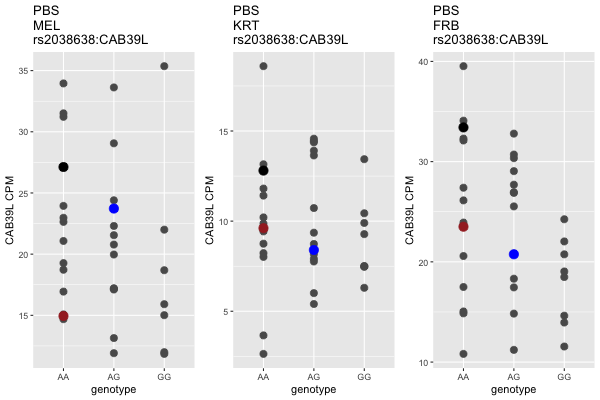 PBS
MEL
rs2038638:CAB39L
CAB39L CPM
35
30
25
20
15
AA
AG
GG
genotype
PBS
KRT
rs2038638:CAB39L
CAB39L CPM
15
10
5
AA
AG
GG
genotype
PBS
FRB
rs2038638:CAB39L
CAB39L CPM
40
30
20
10
AA
AG
GG
genotype